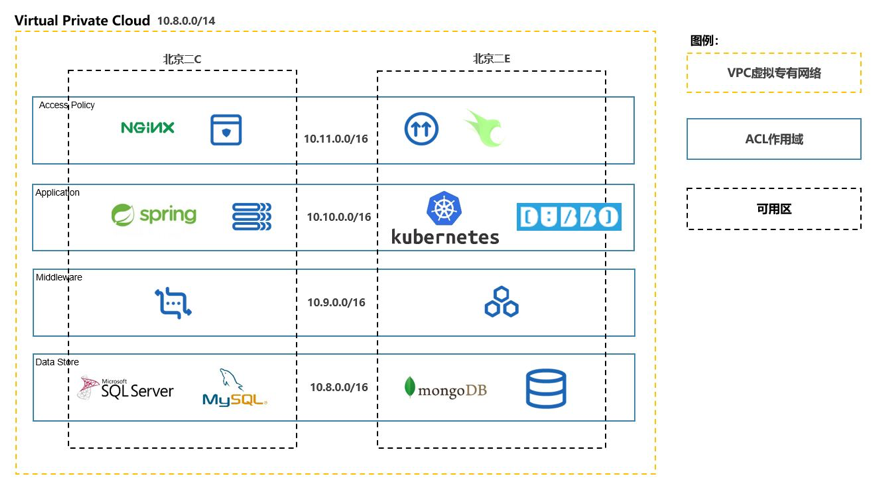 Virtual Private Cloud 10.8.0.0/14
图例：
北京二C
北京二E
VPC虚拟专有网络
Access Policy
NGiNX
10.11.0.0/16
ACL作用域
Application
spring
10.10.0.0/16
kubernetes
DUBBO
可用区
Middleware
10.9.0.0/16
Data Store
Microsoft
SQL Server
MySQL
10.8.0.0/16
mongoDB